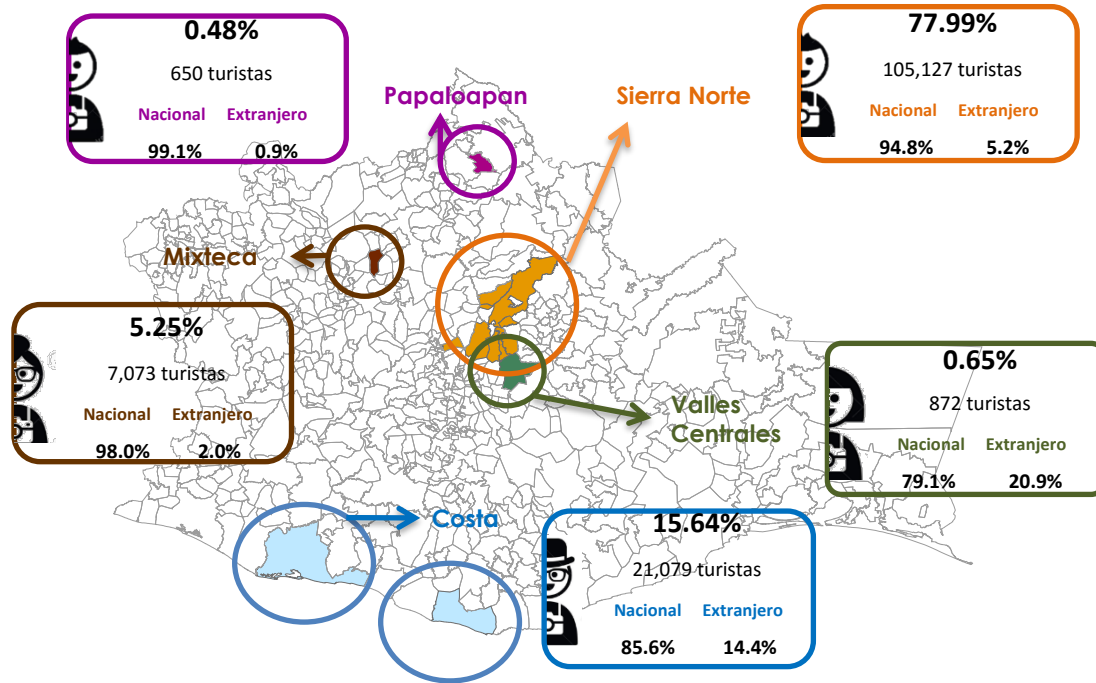 0.48%
650 turistas
Nacional Extranjero
99.1% 0.9%
Papaloapan
Sierra Norte
77.99%
105,127 turistas
Nacional Extranjero
94.8% 5.2%
Mixteca
5.25%
7,073 turistas
Nacional Extranjero
98.0% 2.0%
Valles
Centrales
0.65%
872 turistas
Nacional Extranjero
79.1% 20.9%
Costa
15.64%
21,079 turistas
Nacional Extranjero
85.6% 14.4%